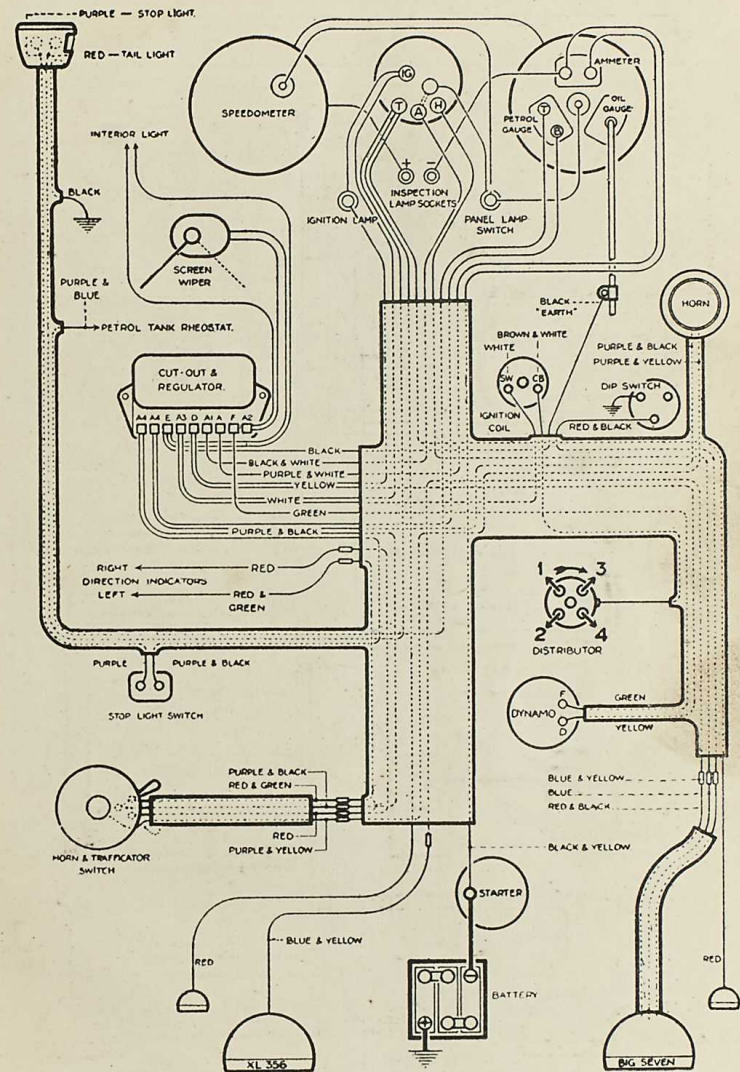 PURPLE — STOP LIGHT.
RED — TAIL LIGHT
SPEEDOMETER
IG
T
A
H
AMMETER
PETROL
GAUGE
T
B
OIL
GAUGE
INTERIOR LIGHT
+ −
IGNITION LAMP
INSPECTION
LAMP SOCKETS
PANEL LAMP
SWITCH
BLACK
SCREEN
WIPER
PURPLE &
BLUE
PETROL TANK RHEOSTAT.
BLACK
"EARTH"
HORN
BROWN & WHITE
WHITE
SW
CB
IGNITION
COIL
PURPLE & BLACK
PURPLE & YELLOW
DIP SWITCH
RED & BLACK
CUT-OUT &
REGULATOR.
A4 A4 E A3 D A1 A F A2
BLACK
BLACK & WHITE
PURPLE & WHITE
YELLOW
WHITE
GREEN
PURPLE & BLACK
RIGHT
RED
DIRECTION INDICATORS
LEFT
RED &
GREEN
1 3
2 4
DISTRIBUTOR
PURPLE
PURPLE & BLACK
STOP LIGHT SWITCH
DYNAMO
F
D
GREEN
YELLOW
PURPLE & BLACK
RED & GREEN
RED
PURPLE & YELLOW
HORN & TRAFFICATOR
SWITCH
BLUE & YELLOW
BLUE
RED & BLACK
BLACK & YELLOW
STARTER
BLUE & YELLOW
RED
BATTERY
− +
RED
XL 356
BIG SEVEN